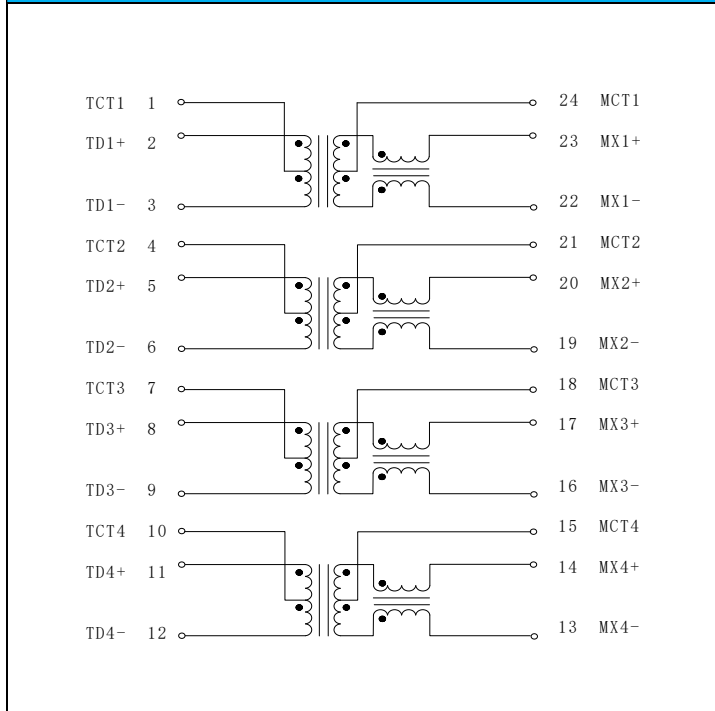 TCT1 1 24 MCT1
TD1+ 2 23 MX1+
TD1- 3 22 MX1-
TCT2 4 21 MCT2
TD2+ 5 20 MX2+
TD2- 6 19 MX2-
TCT3 7 18 MCT3
TD3+ 8 17 MX3+
TD3- 9 16 MX3-
TCT4 10 15 MCT4
TD4+ 11 14 MX4+
TD4- 12 13 MX4-